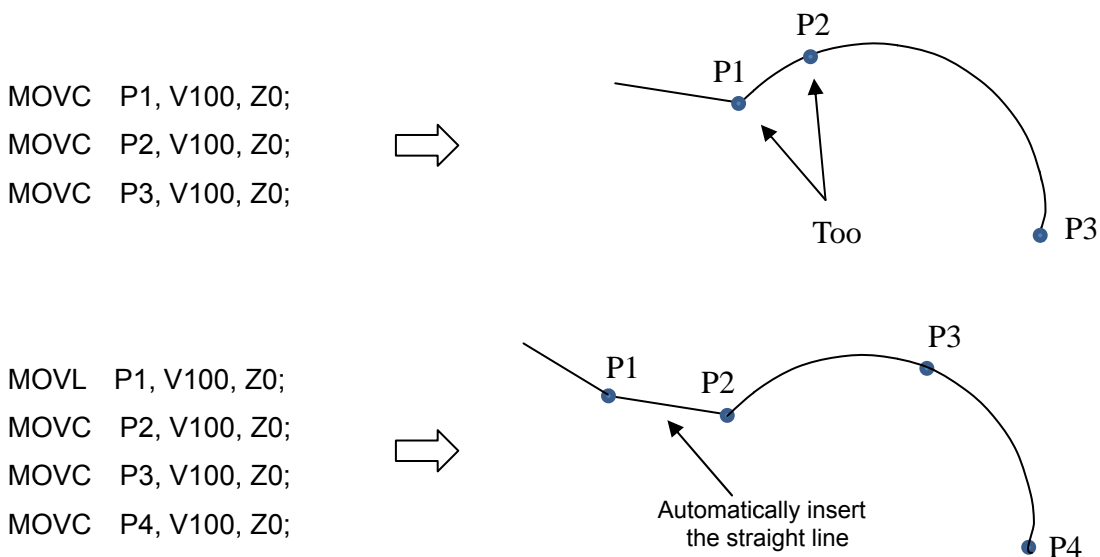 MOVC P1, V100, Z0;
MOVC P2, V100, Z0;
MOVC P3, V100, Z0;
P1
P2
P3
Too
MOVL P1, V100, Z0;
MOVC P2, V100, Z0;
MOVC P3, V100, Z0;
MOVC P4, V100, Z0;
P1
P2
P3
P4
Automatically insert
the straight line